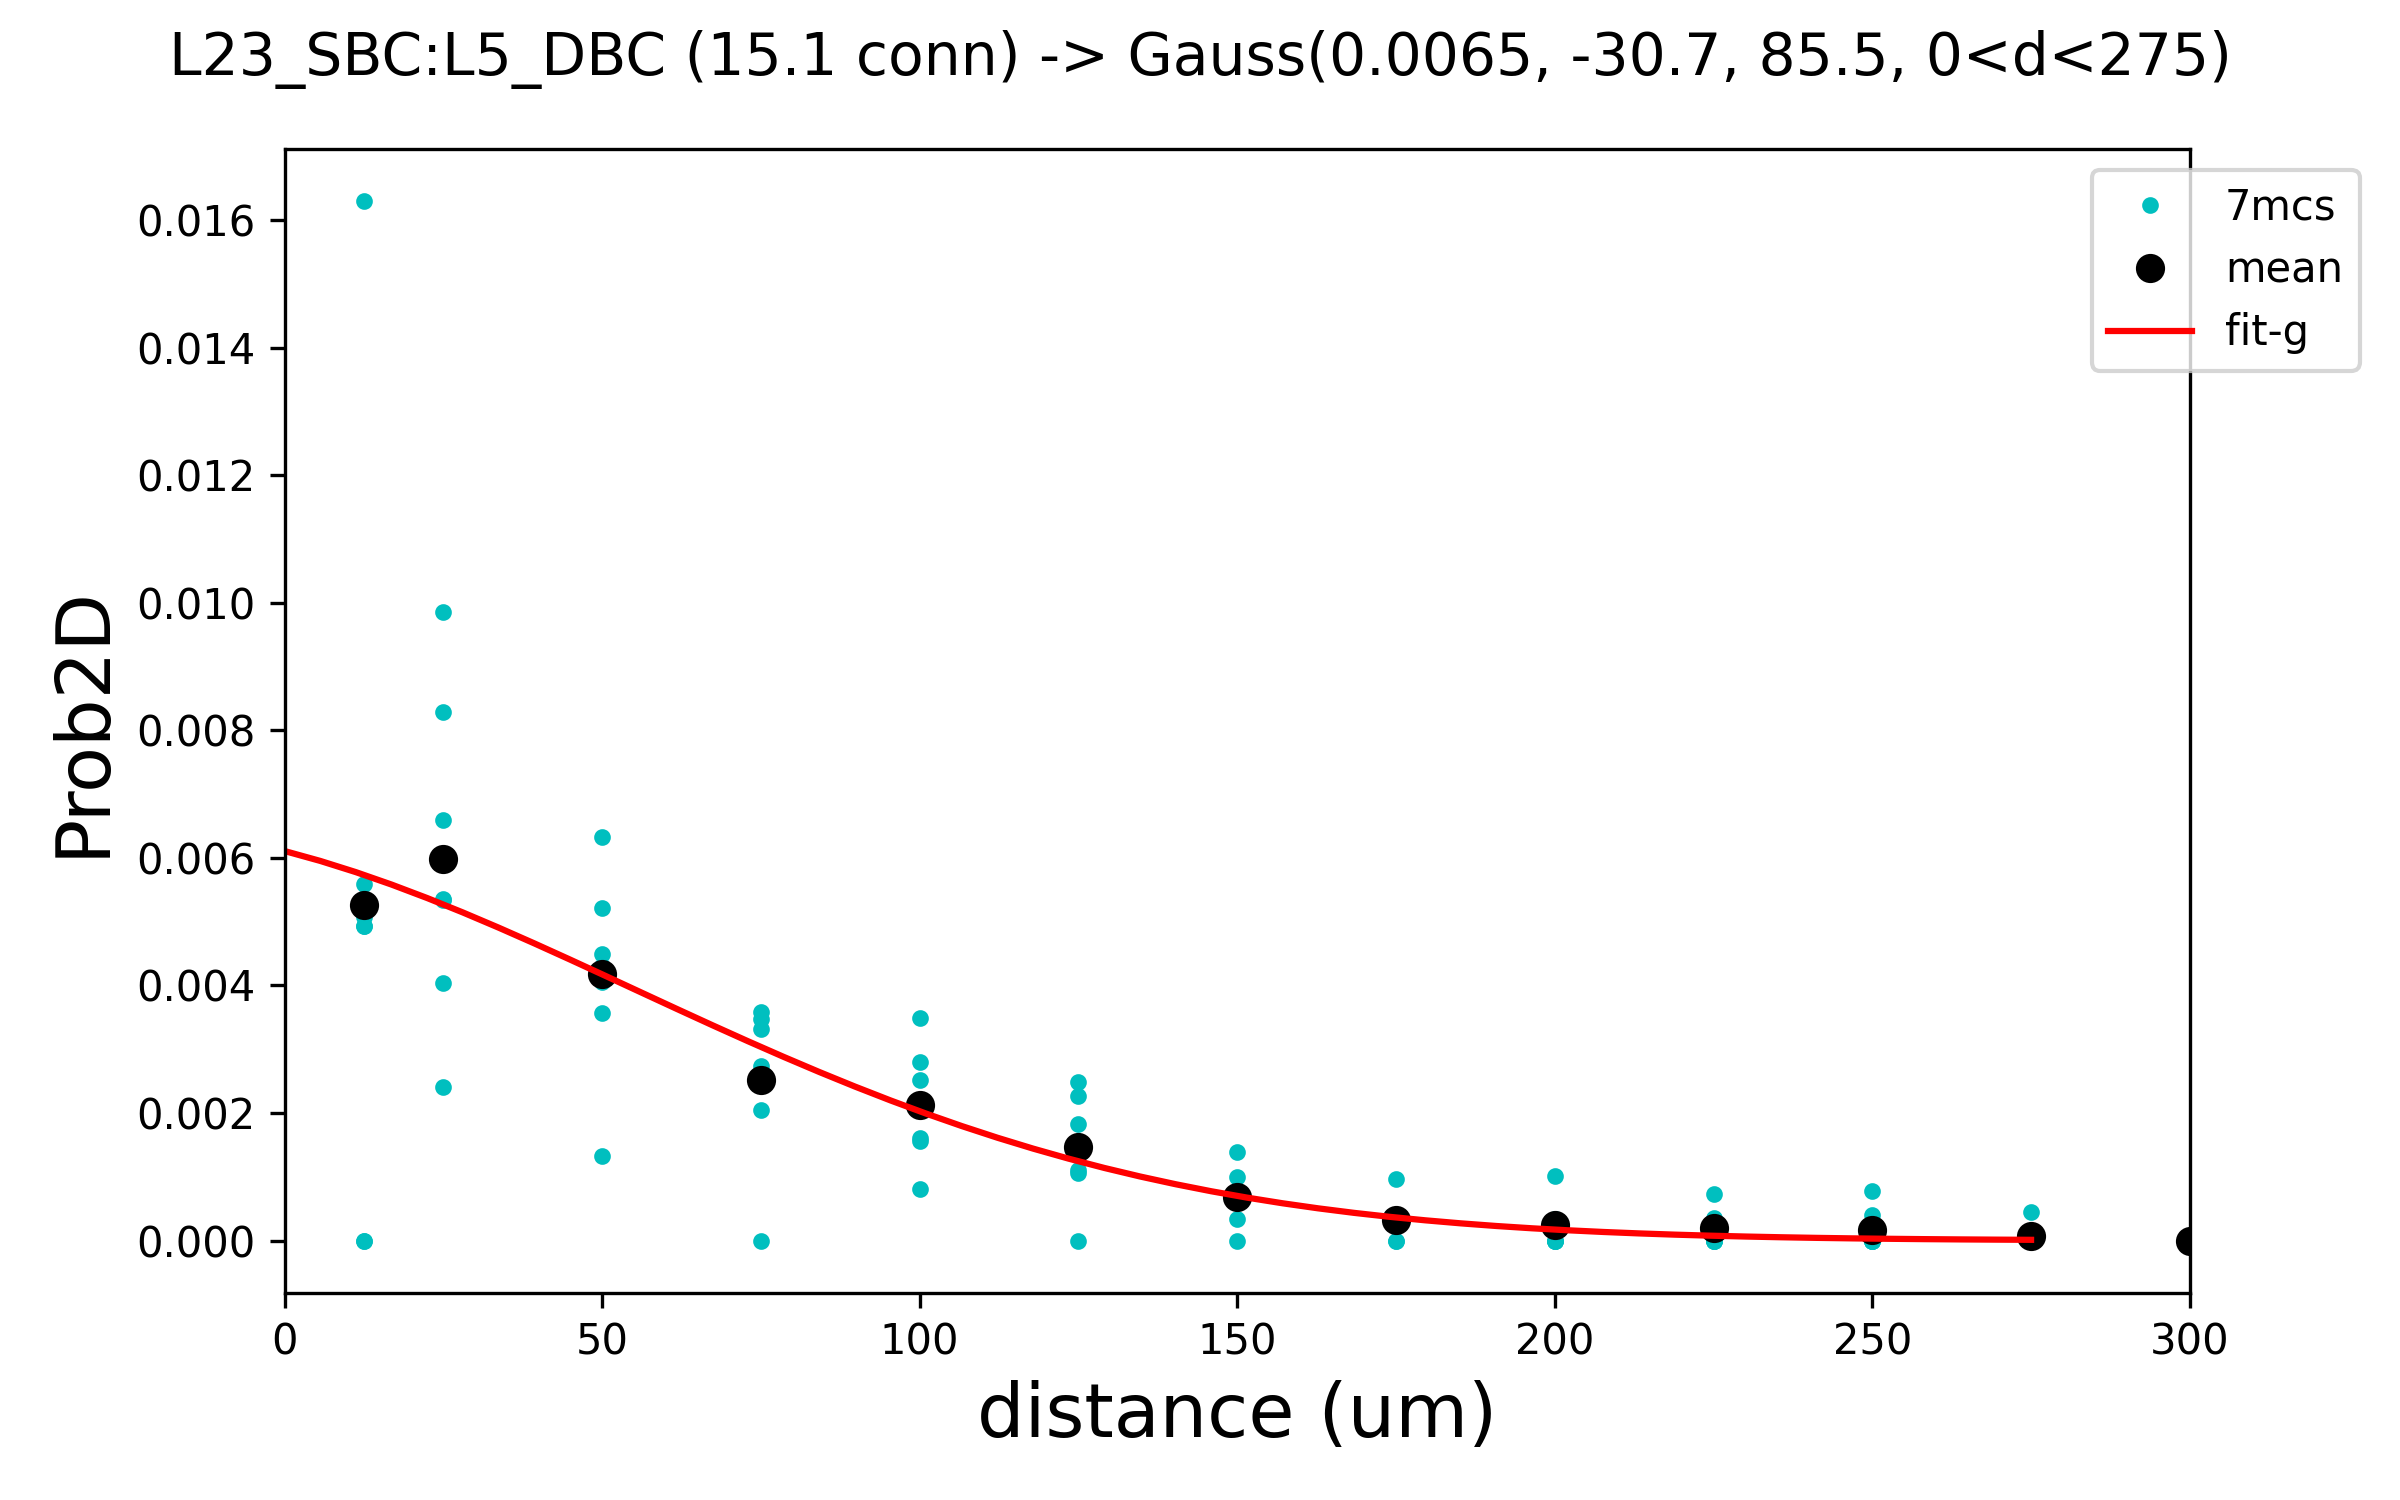 L23_SBC:L5_DBC (15.1 conn) -> Gauss(0.0065, -30.7, 85.5, 0<d<275)
7mcs
mean
fit-g
0.016
0.014
0.012
0.010
0.008
0.006
0.004
0.002
0.000
Prob2D
0 50 100 150 200 250 300
distance (um)